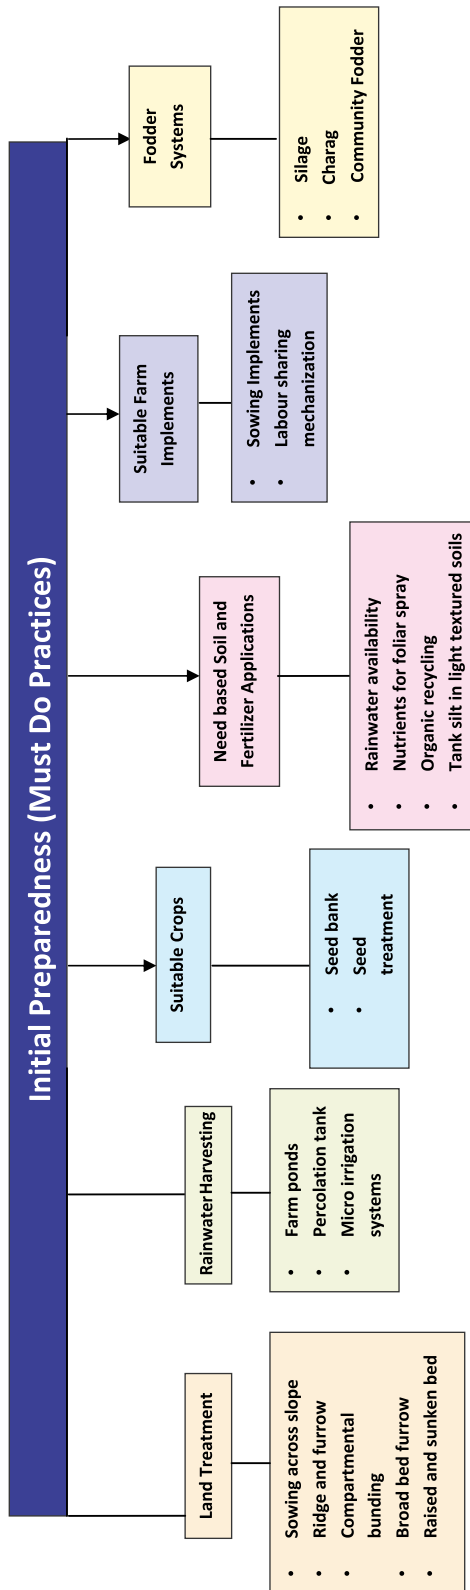 Initial Preparedness (Must Do Practices)
Land Treatment
• Sowing across slope
• Ridge and furrow
• Compartmental
bunding
• Broad bed furrow
• Raised and sunken bed
Rainwater Harvesting
• Farm ponds
• Percolation tank
• Micro irrigation
systems
Suitable Crops
• Seed bank
• Seed
treatment
Need based Soil and
Fertilizer Applications
• Rainwater availability
• Nutrients for foliar spray
• Organic recycling
• Tank silt in light textured soils
Suitable Farm
Implements
• Sowing Implements
• Labour sharing
mechanization
Fodder
Systems
• Silage
• Charag
• Community Fodder